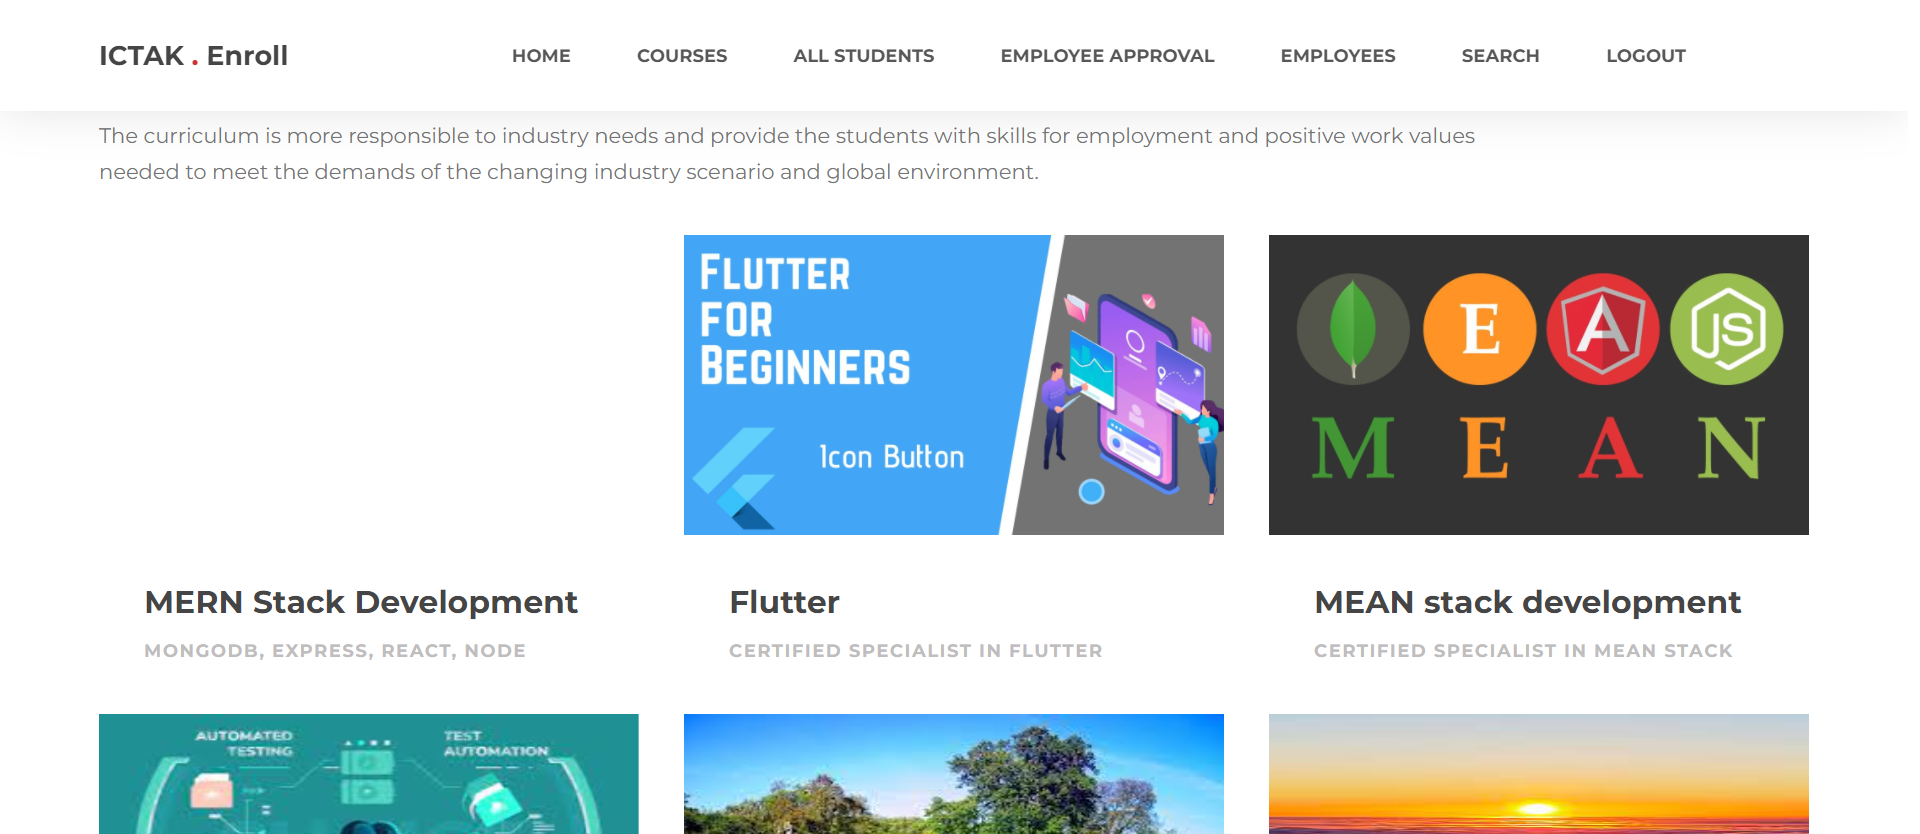 ICTAK . Enroll HOME COURSES ALL STUDENTS EMPLOYEE APPROVAL EMPLOYEES SEARCH LOGOUT
The curriculum is more responsible to industry needs and provide the students with skills for employment and positive work values
needed to meet the demands of the changing industry scenario and global environment.
FLUTTER
FOR
BEGINNERS
Icon Button
E A JS
M E A N
MERN Stack Development
MONGODB, EXPRESS, REACT, NODE
Flutter
CERTIFIED SPECIALIST IN FLUTTER
MEAN stack development
CERTIFIED SPECIALIST IN MEAN STACK
AUTOMATED
TESTING
TEST
AUTOMATION